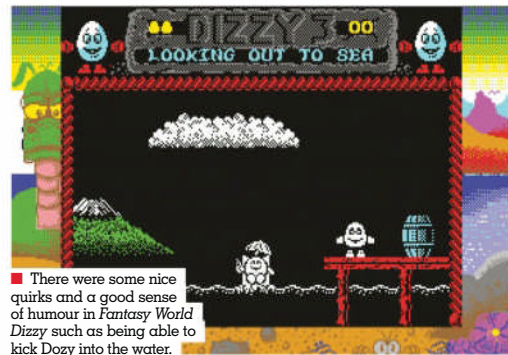 DIZZY 3 00
LOOKING OUT TO SEA
■ There were some nice
quirks and a good sense
of humour in Fantasy World
Dizzy such as being able to
kick Dozy into the water.